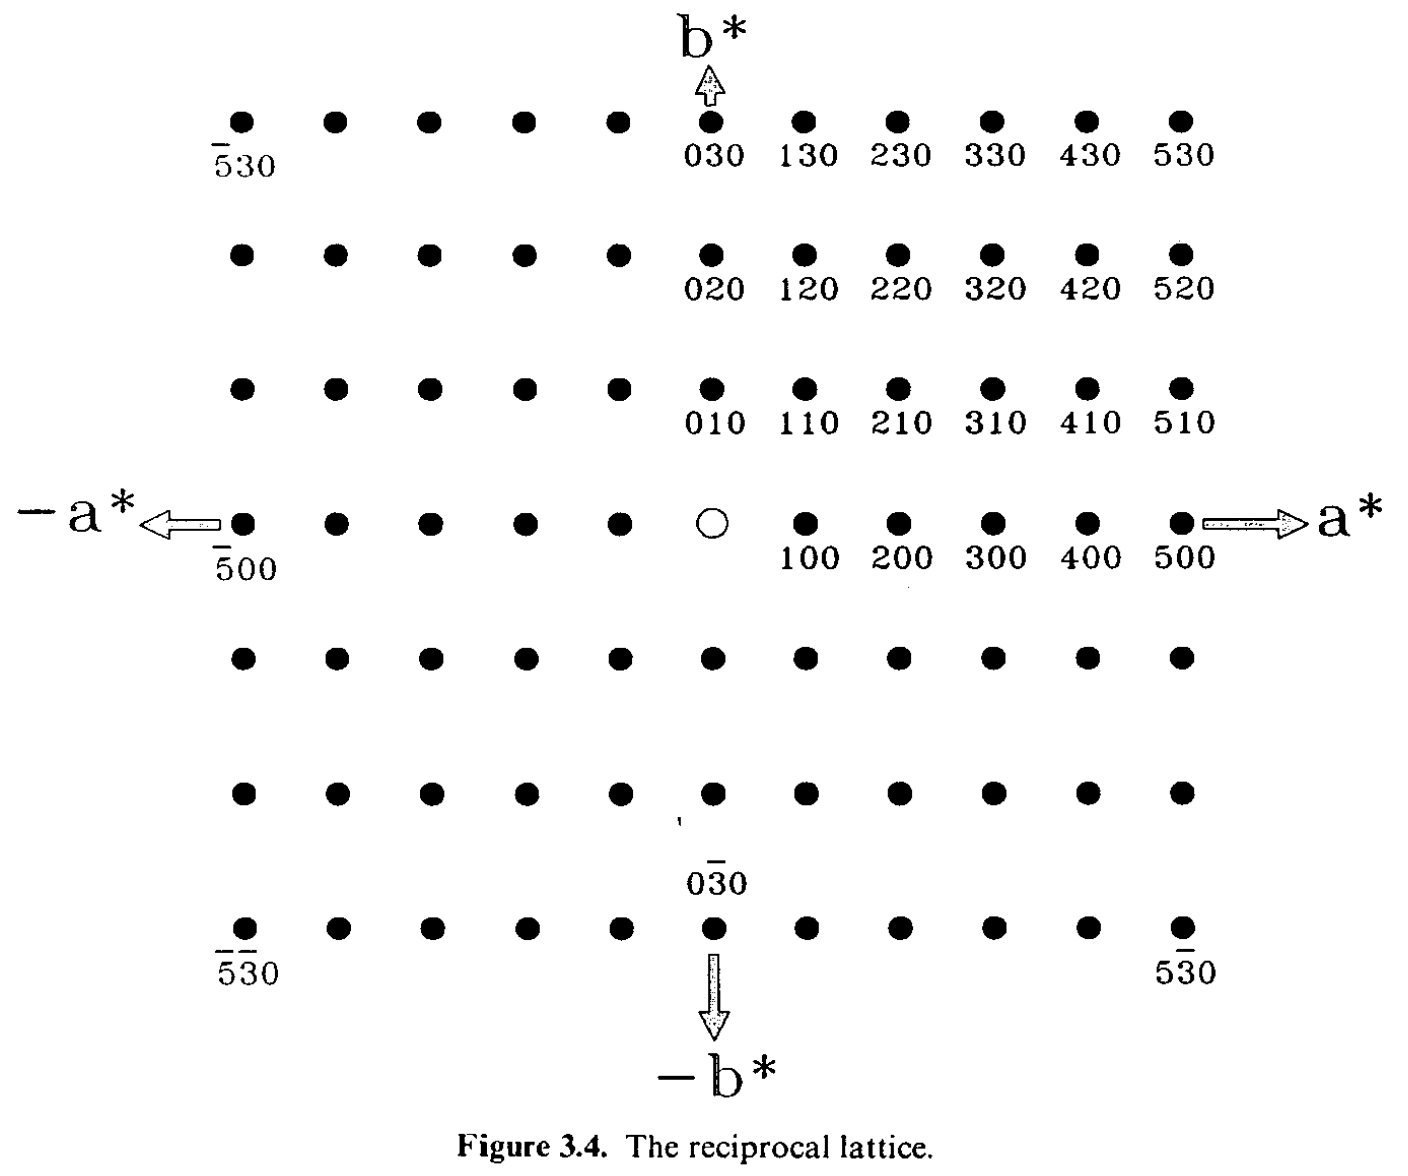 b*
5̅30 030 130 230 330 430 530
020 120 220 320 420 520
010 110 210 310 410 510
-a* a*
5̅00 100 200 300 400 500
03̅0
5̅3̅0 53̅0
-b*
Figure 3.4. The reciprocal lattice.